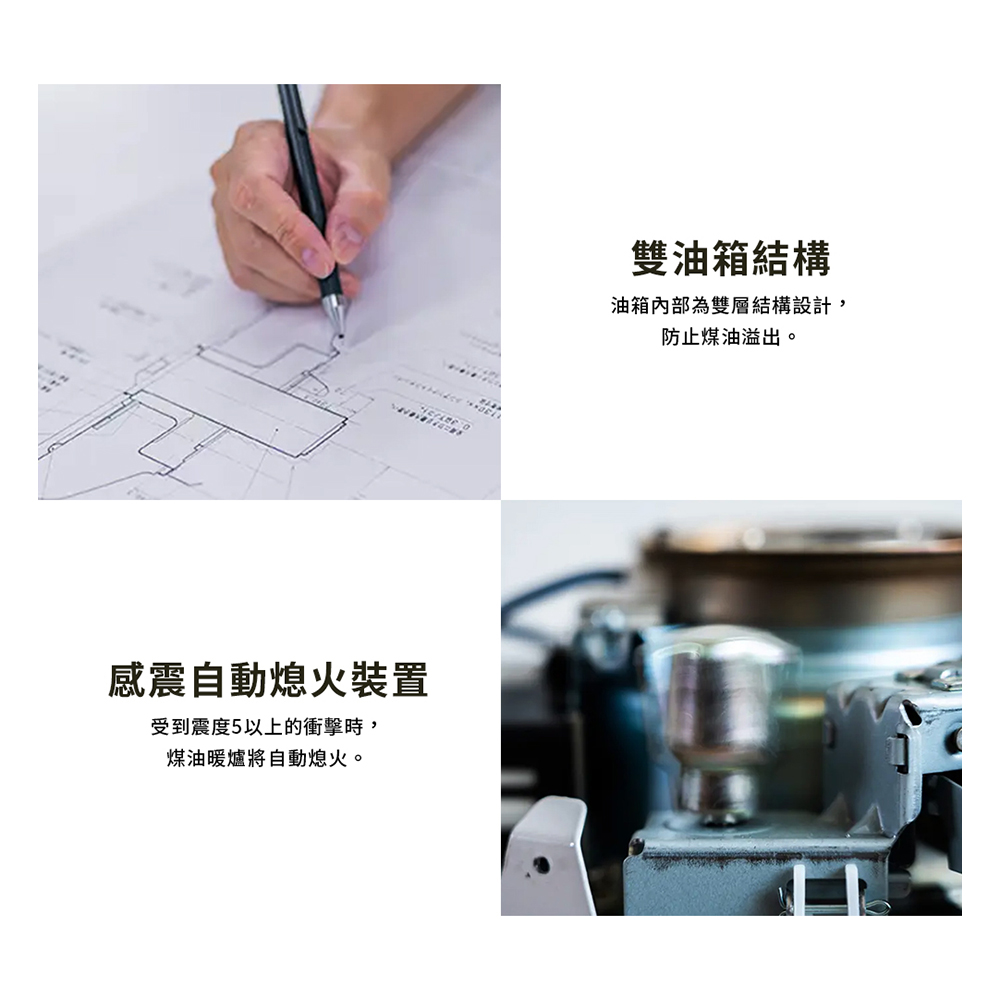 雙油箱結構
油箱內部為雙層結構設計，
防止煤油溢出。
感震自動熄火裝置
受到震度5以上的衝擊時，
煤油暖爐將自動熄火。